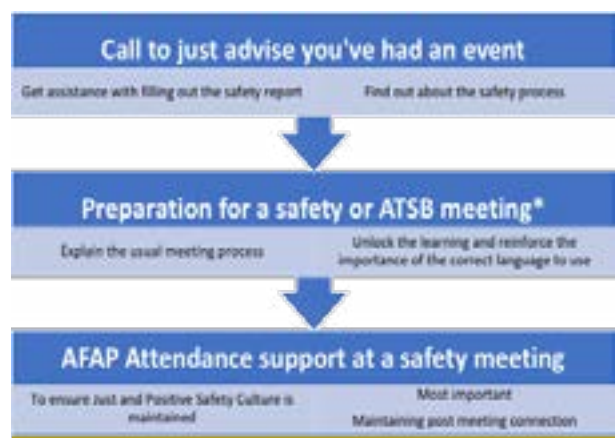 Call to just advise you've had an event
Get assistance with filling out the safety report
Find out about the safety process
Preparation for a safety or ATSB meeting*
Explain the usual meeting process
Unlock the learning and reinforce the
importance of the correct language to use
AFAP Attendance support at a safety meeting
To ensure Just and Positive Safety Culture is
maintained
Most important
Maintaining post meeting connection